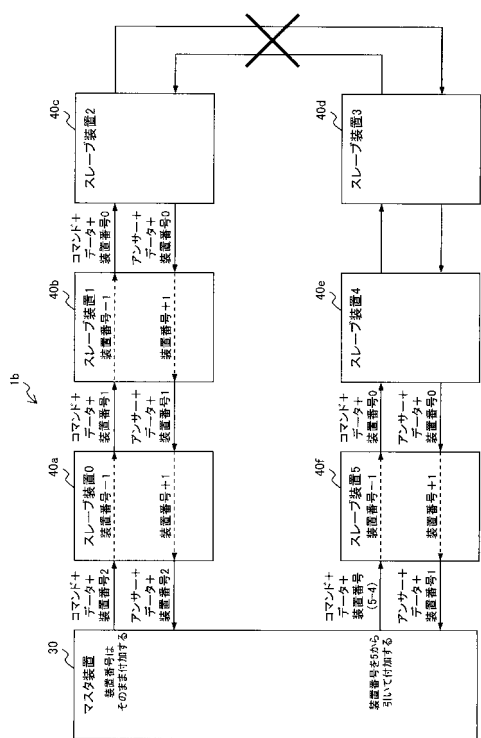 1b
30
マスタ装置
装置番号は
そのまま付加する
装置番号を5から
引いて付加する
コマンド+
データ+
装置番号2
アンサー+
データ+
装置番号2
40a
スレーブ装置0
装置番号-1
装置番号+1
コマンド+
データ+
装置番号1
アンサー+
データ+
装置番号1
40b
スレーブ装置1
装置番号-1
装置番号+1
コマンド+
データ+
装置番号0
アンサー+
データ+
装置番号0
40c
スレーブ装置2
コマンド+
データ+
装置番号
(5-4)
アンサー+
データ+
装置番号1
40f
スレーブ装置5
装置番号-1
装置番号+1
コマンド+
データ+
装置番号0
アンサー+
データ+
装置番号0
40e
スレーブ装置4
40d
スレーブ装置3